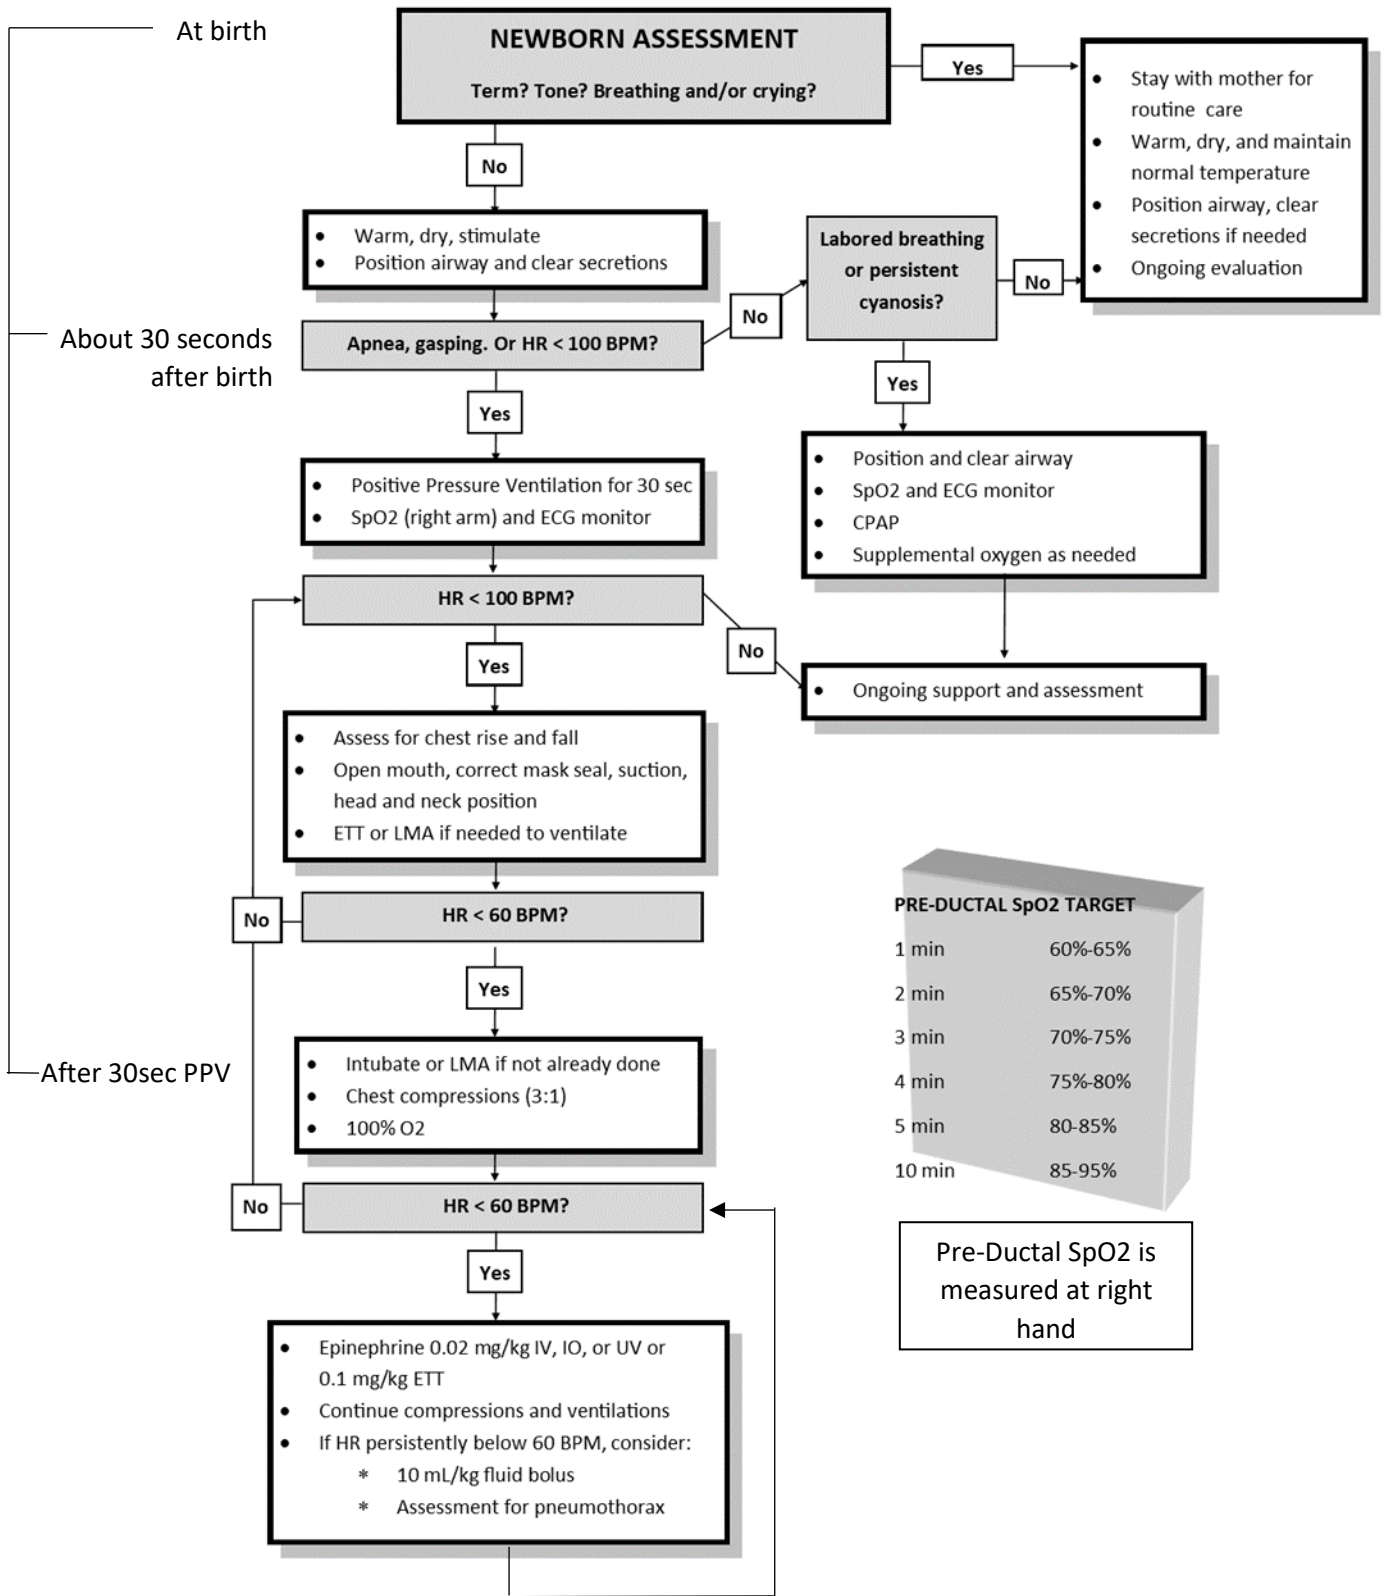 At birth
NEWBORN ASSESSMENT
Term? Tone? Breathing and/or crying?
Yes
• Stay with mother for
routine care
• Warm, dry, and maintain
normal temperature
• Position airway, clear
secretions if needed
• Ongoing evaluation
No
• Warm, dry, stimulate
• Position airway and clear secretions
Labored breathing
or persistent
cyanosis?
No
No
About 30 seconds
after birth
Apnea, gasping. Or HR < 100 BPM?
Yes
Yes
• Positive Pressure Ventilation for 30 sec
• SpO2 (right arm) and ECG monitor
• Position and clear airway
• SpO2 and ECG monitor
• CPAP
• Supplemental oxygen as needed
HR < 100 BPM?
No
Yes
• Ongoing support and assessment
• Assess for chest rise and fall
• Open mouth, correct mask seal, suction,
head and neck position
• ETT or LMA if needed to ventilate
No
HR < 60 BPM?
Yes
After 30sec PPV
• Intubate or LMA if not already done
• Chest compressions (3:1)
• 100% O2
No
HR < 60 BPM?
Yes
• Epinephrine 0.02 mg/kg IV, IO, or UV or
0.1 mg/kg ETT
• Continue compressions and ventilations
• If HR persistently below 60 BPM, consider:
* 10 mL/kg fluid bolus
* Assessment for pneumothorax
PRE-DUCTAL SpO2 TARGET
1 min 60%-65%
2 min 65%-70%
3 min 70%-75%
4 min 75%-80%
5 min 80-85%
10 min 85-95%
Pre-Ductal SpO2 is
measured at right
hand